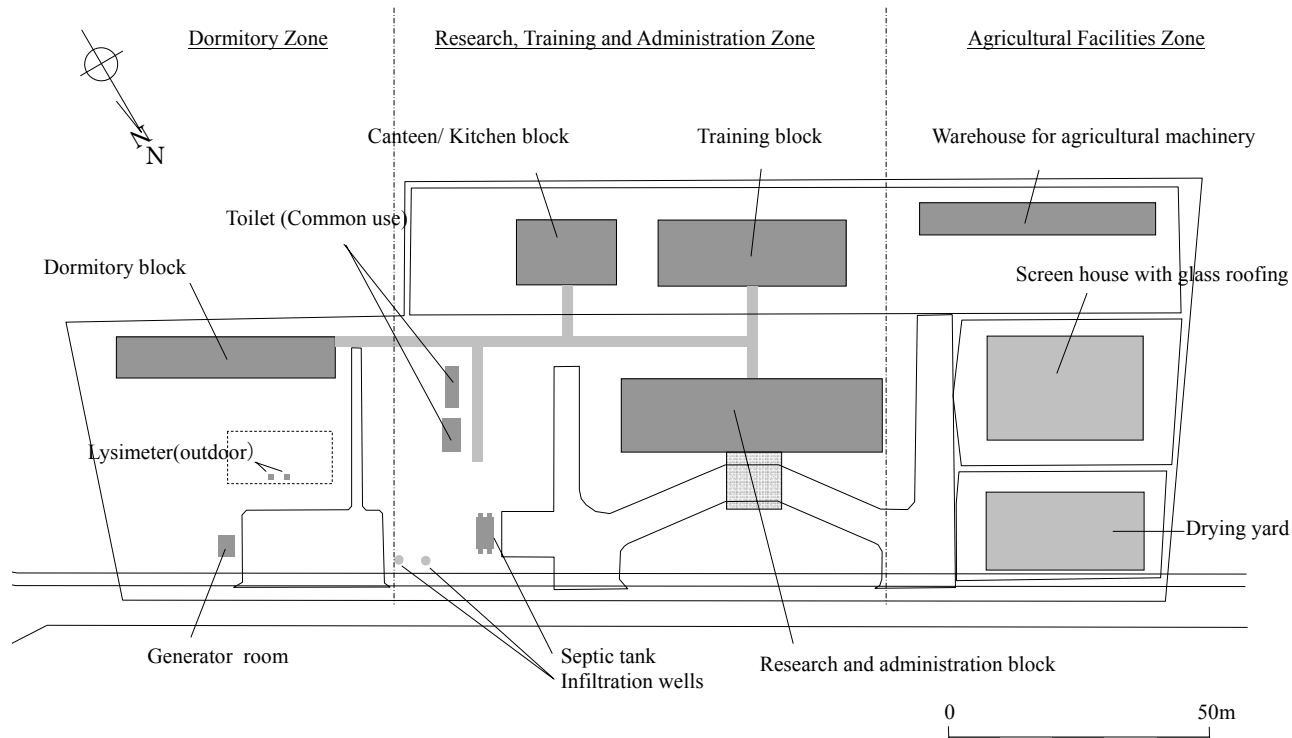 Dormitory Zone
Research, Training and Administration Zone
Agricultural Facilities Zone
N
N
Canteen/ Kitchen block
Training block
Warehouse for agricultural machinery
Toilet (Common use)
Dormitory block
Screen house with glass roofing
Lysimeter(outdoor)
Drying yard
Generator room
Septic tank
Infiltration wells
Research and administration block
0
50m